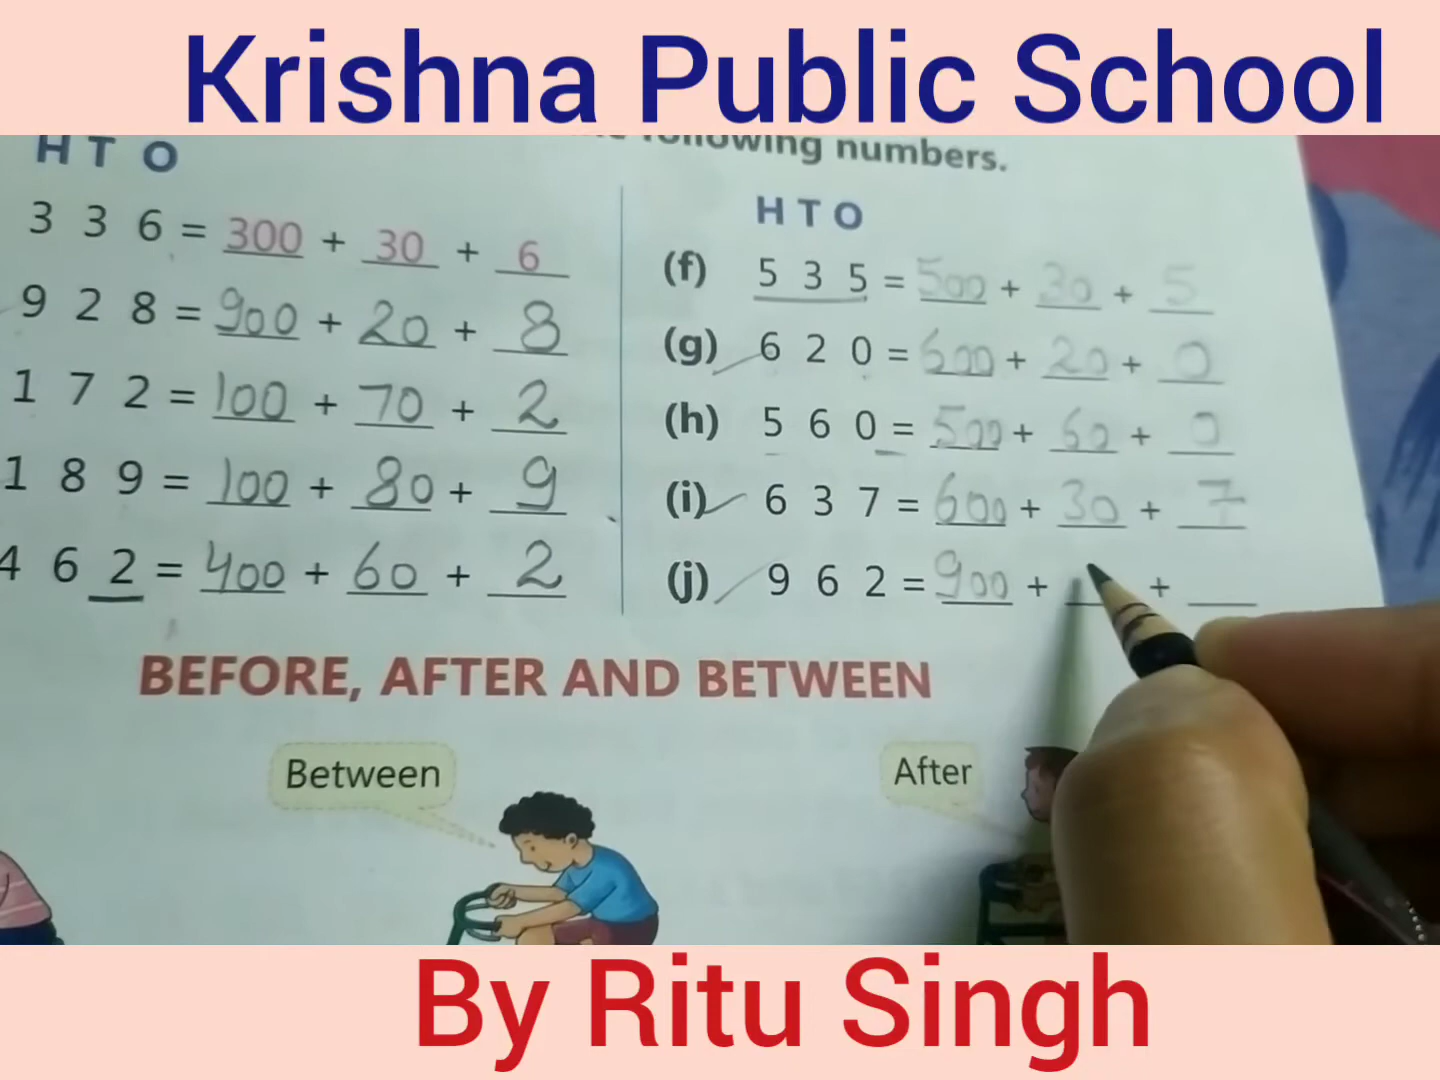 Krishna Public School
following numbers.
H T O
3 3 6 = 300 + 30 + 6
9 2 8 = 900 + 20 + 8
1 7 2 = 100 + 70 + 2
1 8 9 = 100 + 80 + 9
4 6 2 = 400 + 60 + 2
H T O
(f) 5 3 5 = 500 + 30 + 5
(g) 6 2 0 = 600 + 20 + 0
(h) 5 6 0 = 500 + 60 + 0
(i) 6 3 7 = 600 + 30 + 7
(j) 9 6 2 = 900 + __ + __
BEFORE, AFTER AND BETWEEN
Between
After
By Ritu Singh